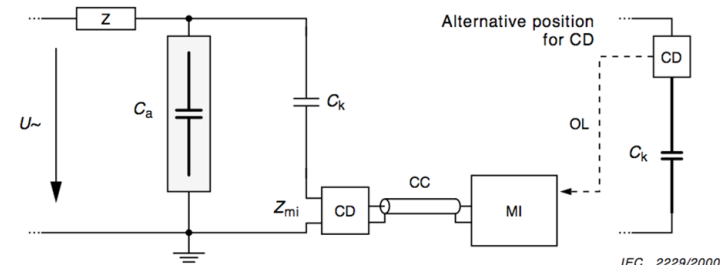 Z
Alternative position
for CD
CD
Ca
Ck
U~
OL
Ck
CC
Zmi
CD
MI
IEC 2229/2000